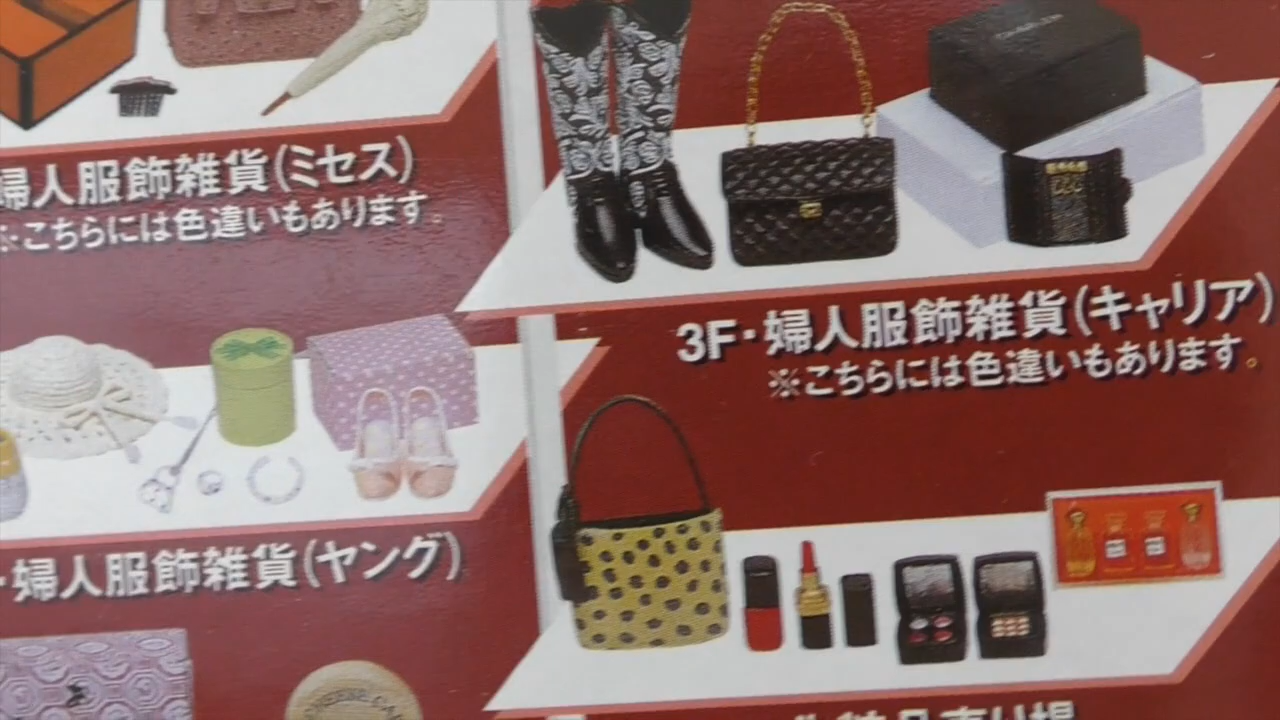 婦人服飾雑貨(ミセス)
※こちらには色違いもあります。
3F・婦人服飾雑貨(キャリア)
※こちらには色違いもあります。
・婦人服飾雑貨(ヤング)